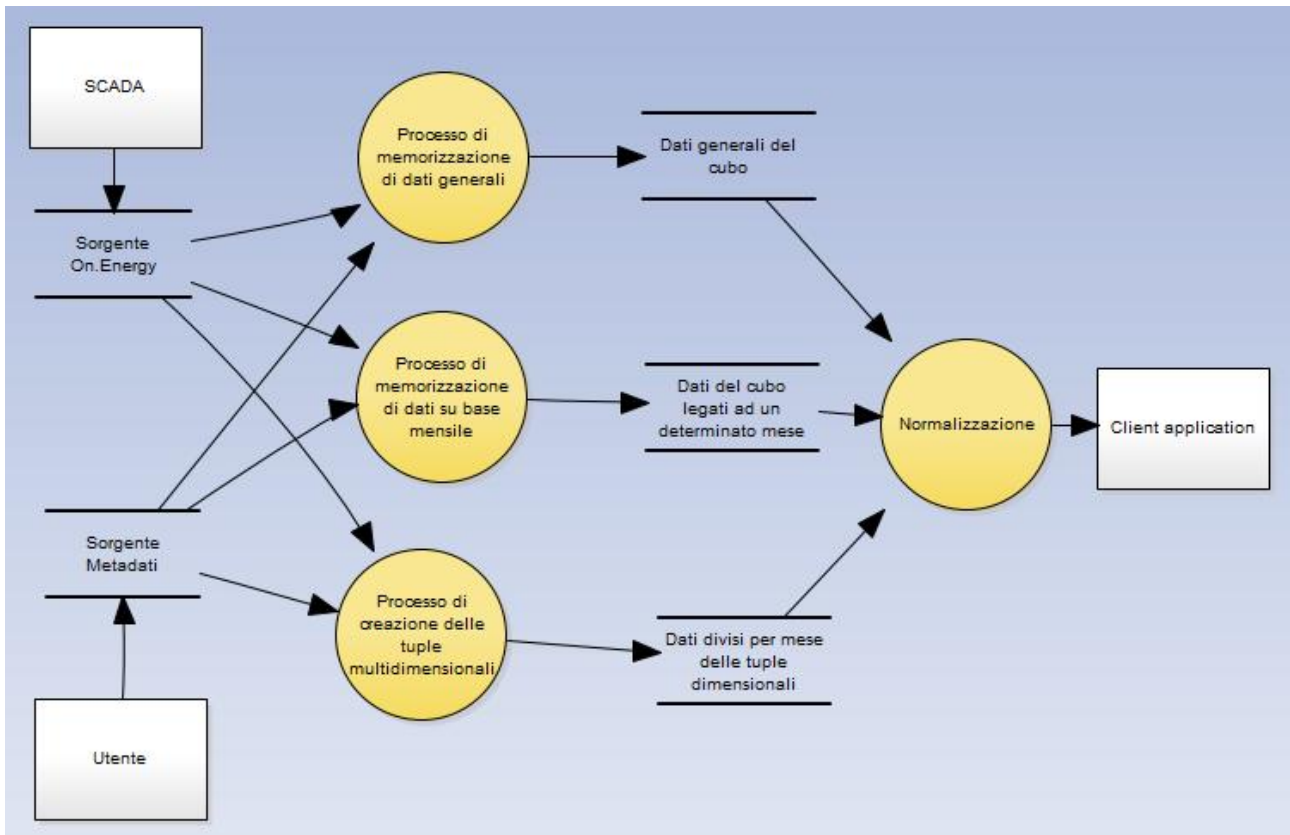 SCADA
Processo di
memorizzazione
di dati generali
Dati generali del
cubo
Sorgente
On.Energy
Processo di
memorizzazione
di dati su base
mensile
Dati del cubo
legati ad un
determinato mese
Normalizzazione
Client application
Sorgente
Metadati
Processo di
creazione delle
tuple
multidimensionali
Dati divisi per mese
delle tuple
dimensionali
Utente